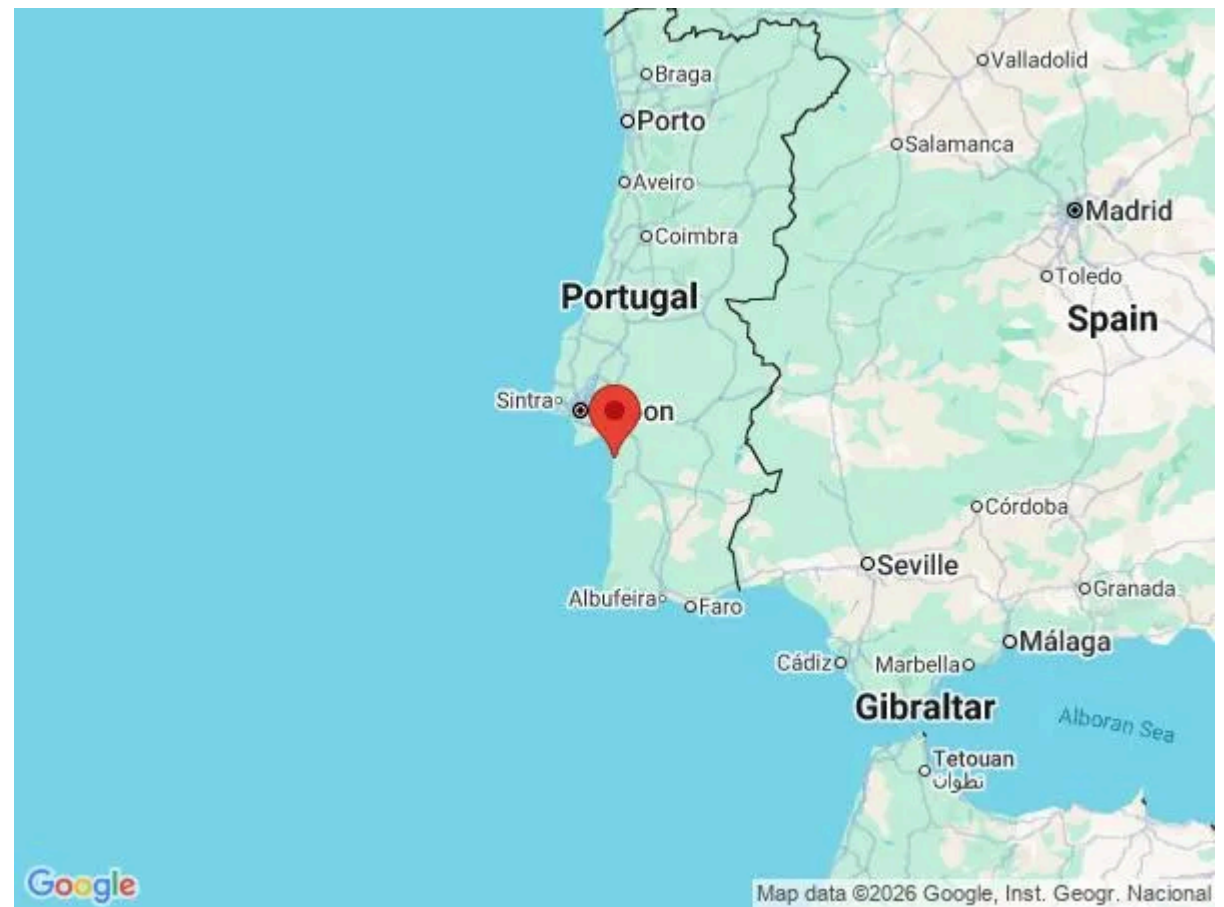 Braga
Valladolid
Porto
Salamanca
Aveiro
Madrid
Coimbra
Toledo
Portugal
Spain
Sintra
on
Córdoba
Seville
Granada
Albufeira
Faro
Málaga
Cádiz
Marbella
Gibraltar
Alboran Sea
Tetouan
تطوان
Google
Map data ©2026 Google, Inst. Geogr. Nacional